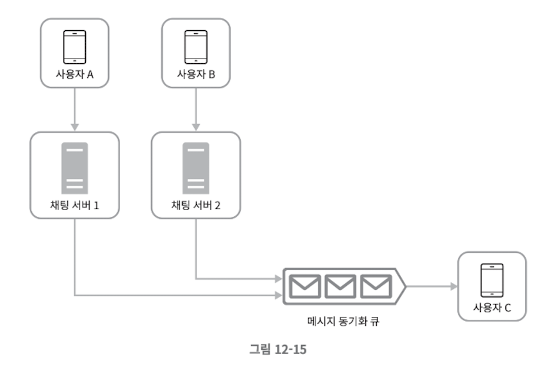 사용자 A
사용자 B
채팅 서버 1
채팅 서버 2
사용자 C
메시지 동기화 큐
그림 12-15